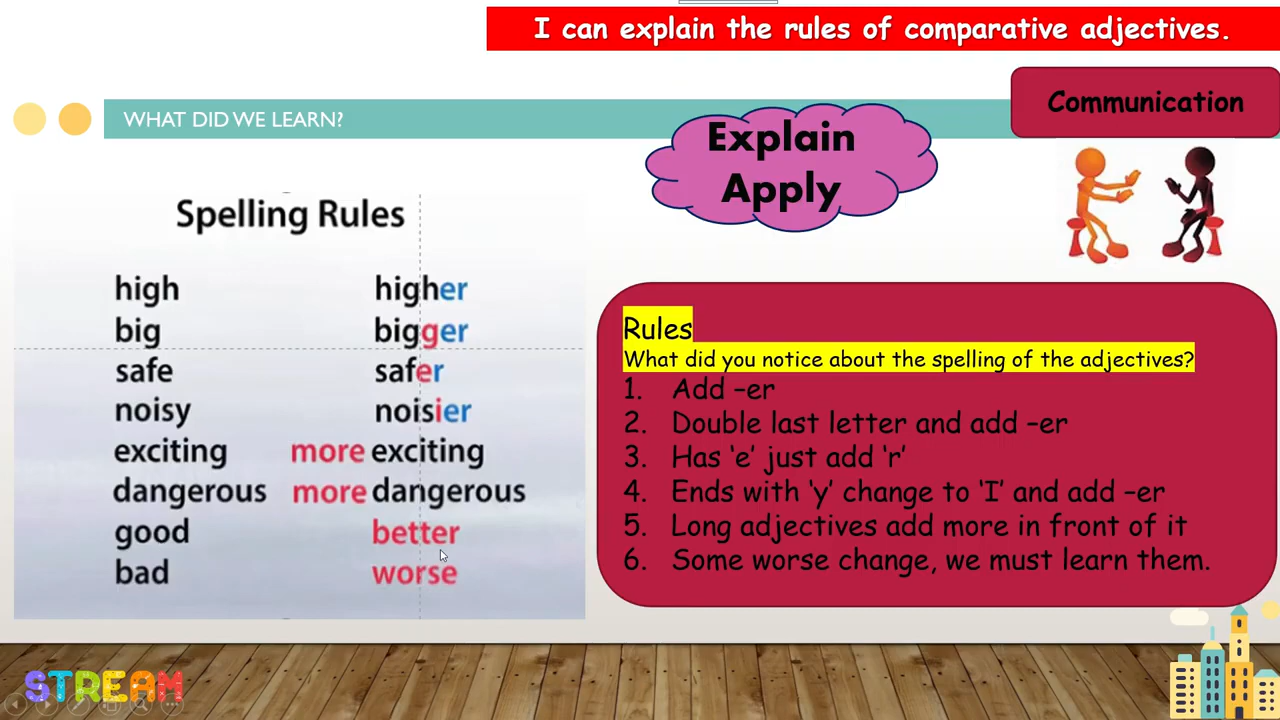 I can explain the rules of comparative adjectives.
Communication
WHAT DID WE LEARN?
Explain
Apply
Spelling Rules
high higher
big bigger
safe safer
noisy noisier
exciting more exciting
dangerous more dangerous
good better
bad worse
Rules
What did you notice about the spelling of the adjectives?
1. Add –er
2. Double last letter and add –er
3. Has ‘e’ just add ‘r’
4. Ends with ‘y’ change to ‘I’ and add –er
5. Long adjectives add more in front of it
6. Some worse change, we must learn them.
STREAM